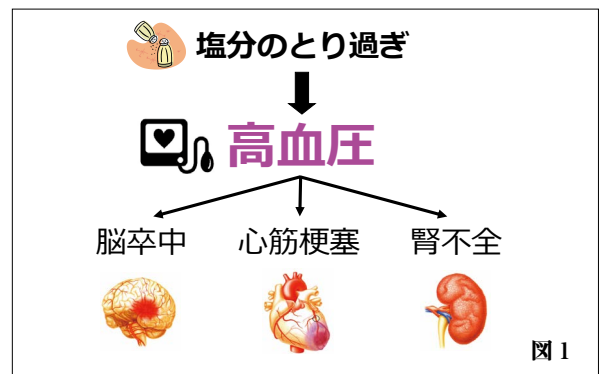 塩分のとり過ぎ
高血圧
脳卒中 心筋梗塞 腎不全
図 1